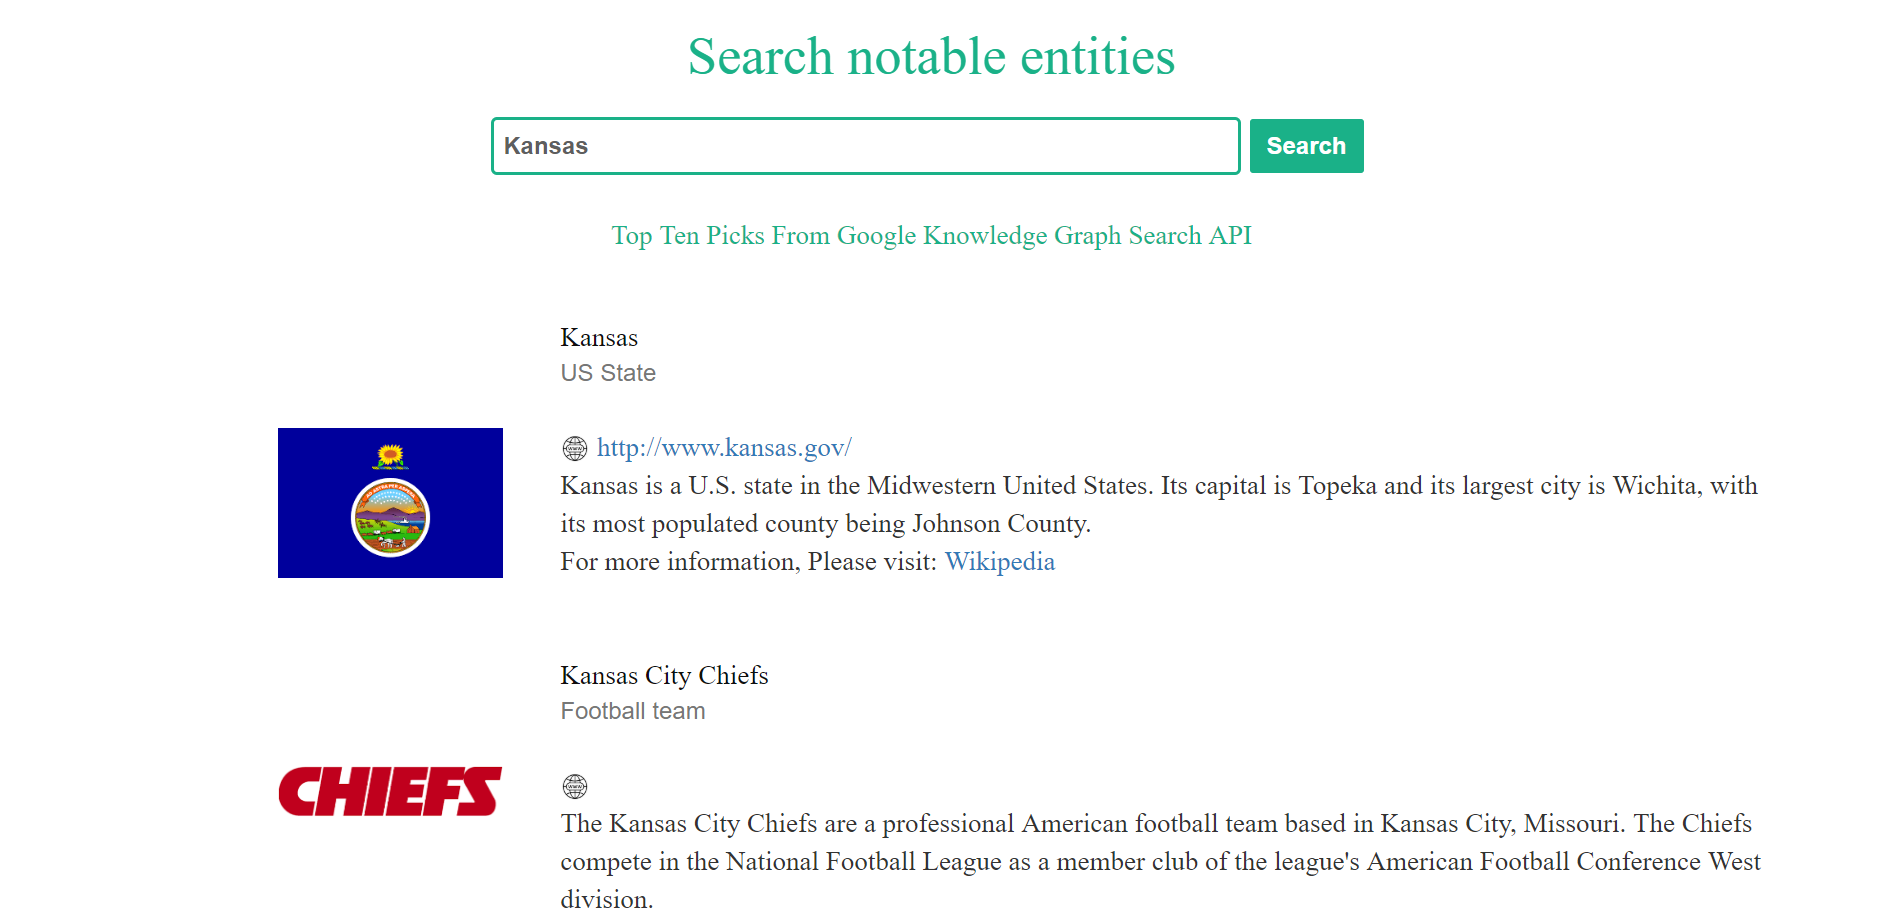 Search notable entities
Kansas
Search
Top Ten Picks From Google Knowledge Graph Search API
Kansas
US State
http://www.kansas.gov/
Kansas is a U.S. state in the Midwestern United States. Its capital is Topeka and its largest city is Wichita, with
its most populated county being Johnson County.
For more information, Please visit: Wikipedia
Kansas City Chiefs
Football team
CHIEFS
The Kansas City Chiefs are a professional American football team based in Kansas City, Missouri. The Chiefs
compete in the National Football League as a member club of the league's American Football Conference West
division.